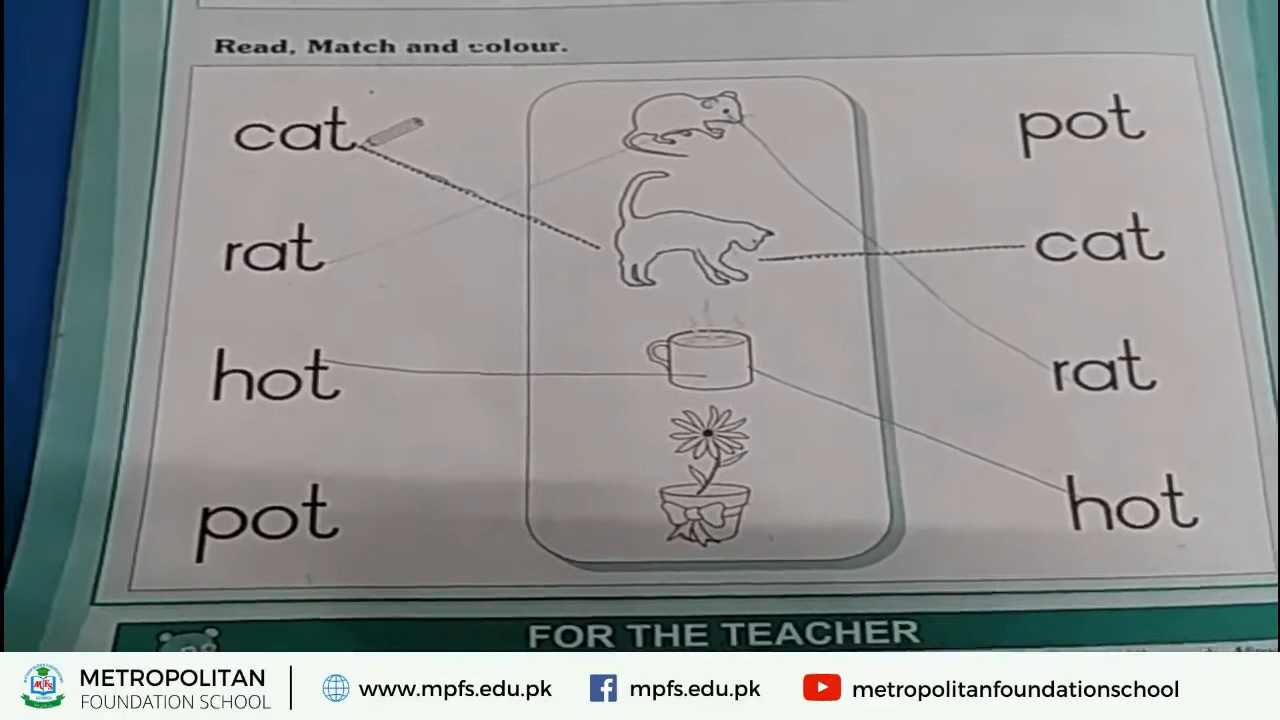 Read, Match and colour.
cat
pot
rat
cat
hot
rat
pot
hot
FOR THE TEACHER
METROPOLITAN
FOUNDATION SCHOOL
www.mpfs.edu.pk
mpfs.edu.pk
metropolitanfoundationschool